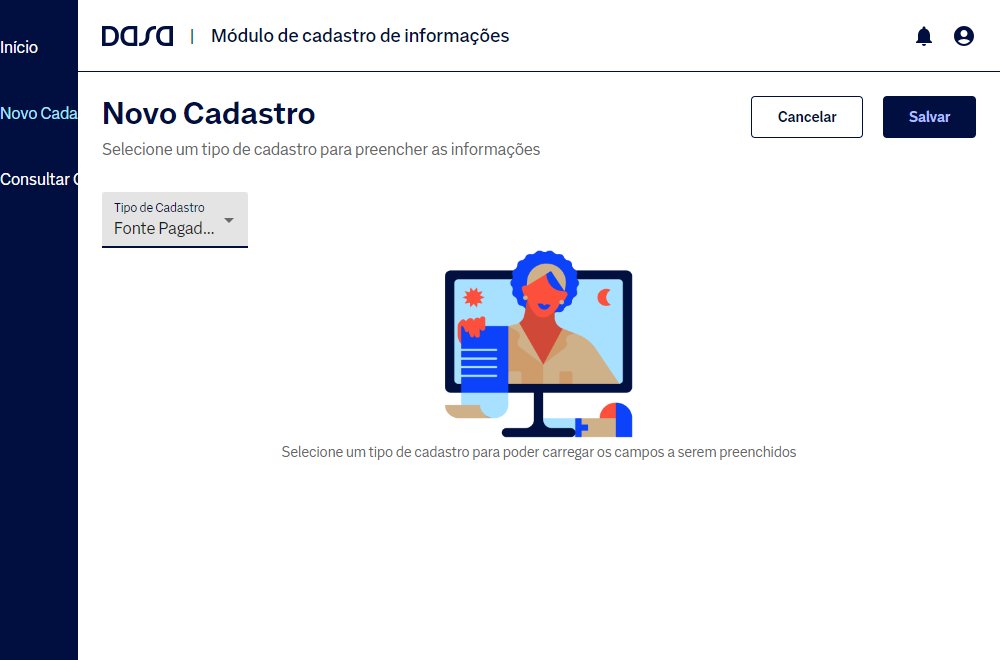 Início
Novo Cada
Consultar
DASA | Módulo de cadastro de informações
Novo Cadastro
Selecione um tipo de cadastro para preencher as informações
Cancelar
Salvar
Tipo de Cadastro
Fonte Pagad...
Selecione um tipo de cadastro para poder carregar os campos a serem preenchidos